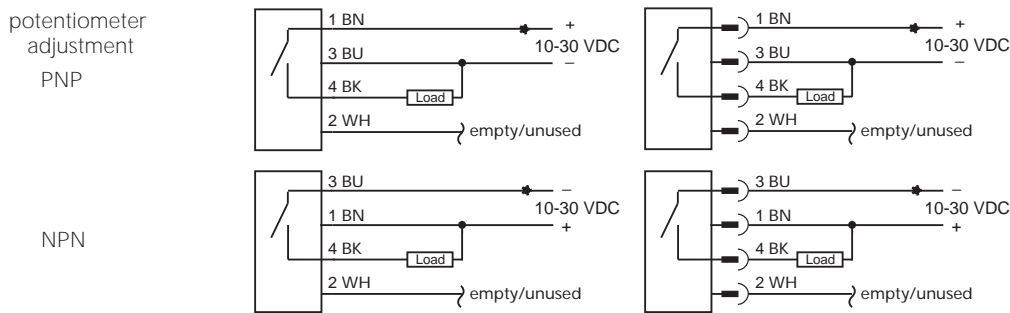 potentiometer
adjustment
PNP
1 BN
+
10-30 VDC
3 BU
–
4 BK
Load
2 WH
empty/unused
1 BN
+
10-30 VDC
3 BU
–
4 BK
Load
2 WH
empty/unused
NPN
3 BU
–
10-30 VDC
1 BN
+
4 BK
Load
2 WH
empty/unused
3 BU
–
10-30 VDC
1 BN
+
4 BK
Load
2 WH
empty/unused